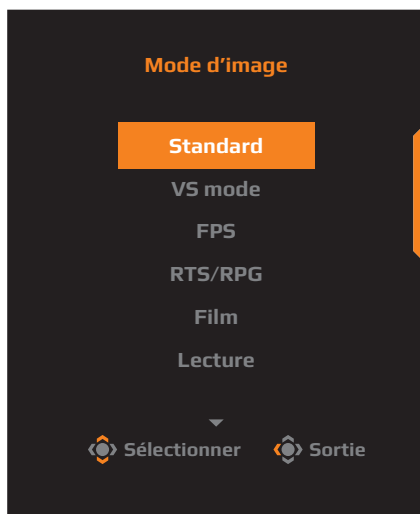 Mode d’image
Standard
VS mode
FPS
RTS/RPG
Film
Lecture
Sélectionner Sortie